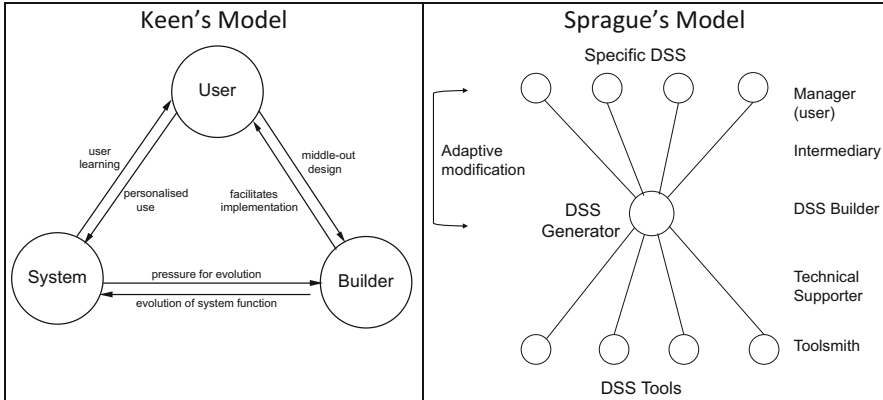 Keen's Model
User
user
learning
personalised
use
middle-out
design
facilitates
implementation
System
pressure for evolution
evolution of system function
Builder
Sprague's Model
Specific DSS
Adaptive
modification
DSS
Generator
DSS Tools
Manager
(user)
Intermediary
DSS Builder
Technical
Supporter
Toolsmith